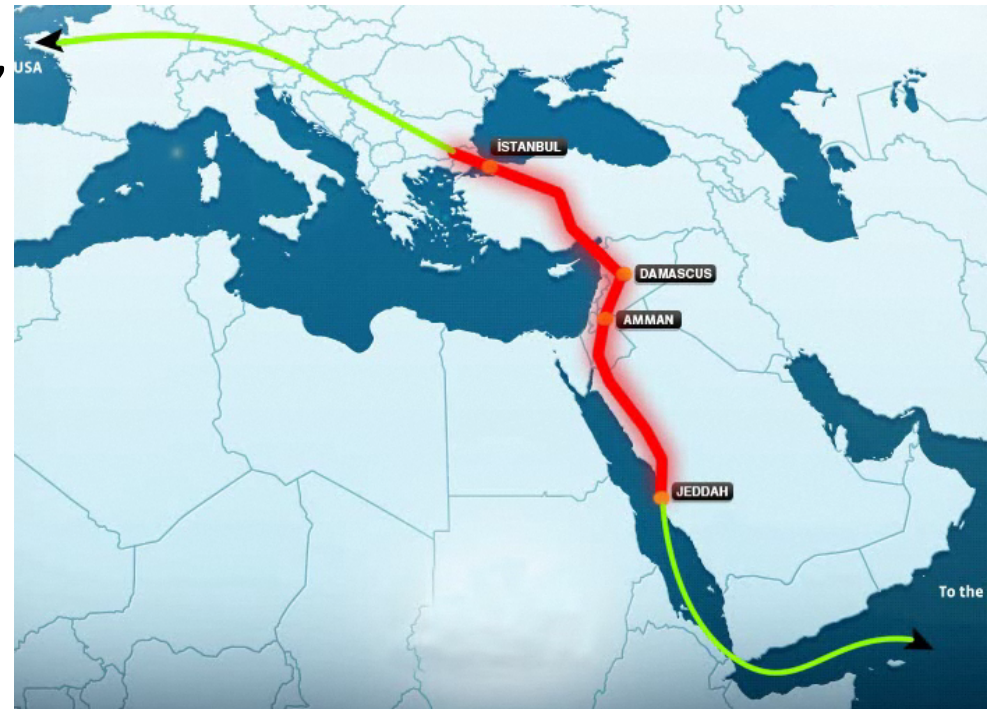 USA
İSTANBUL
DAMASCUS
AMMAN
JEDDAH
To the